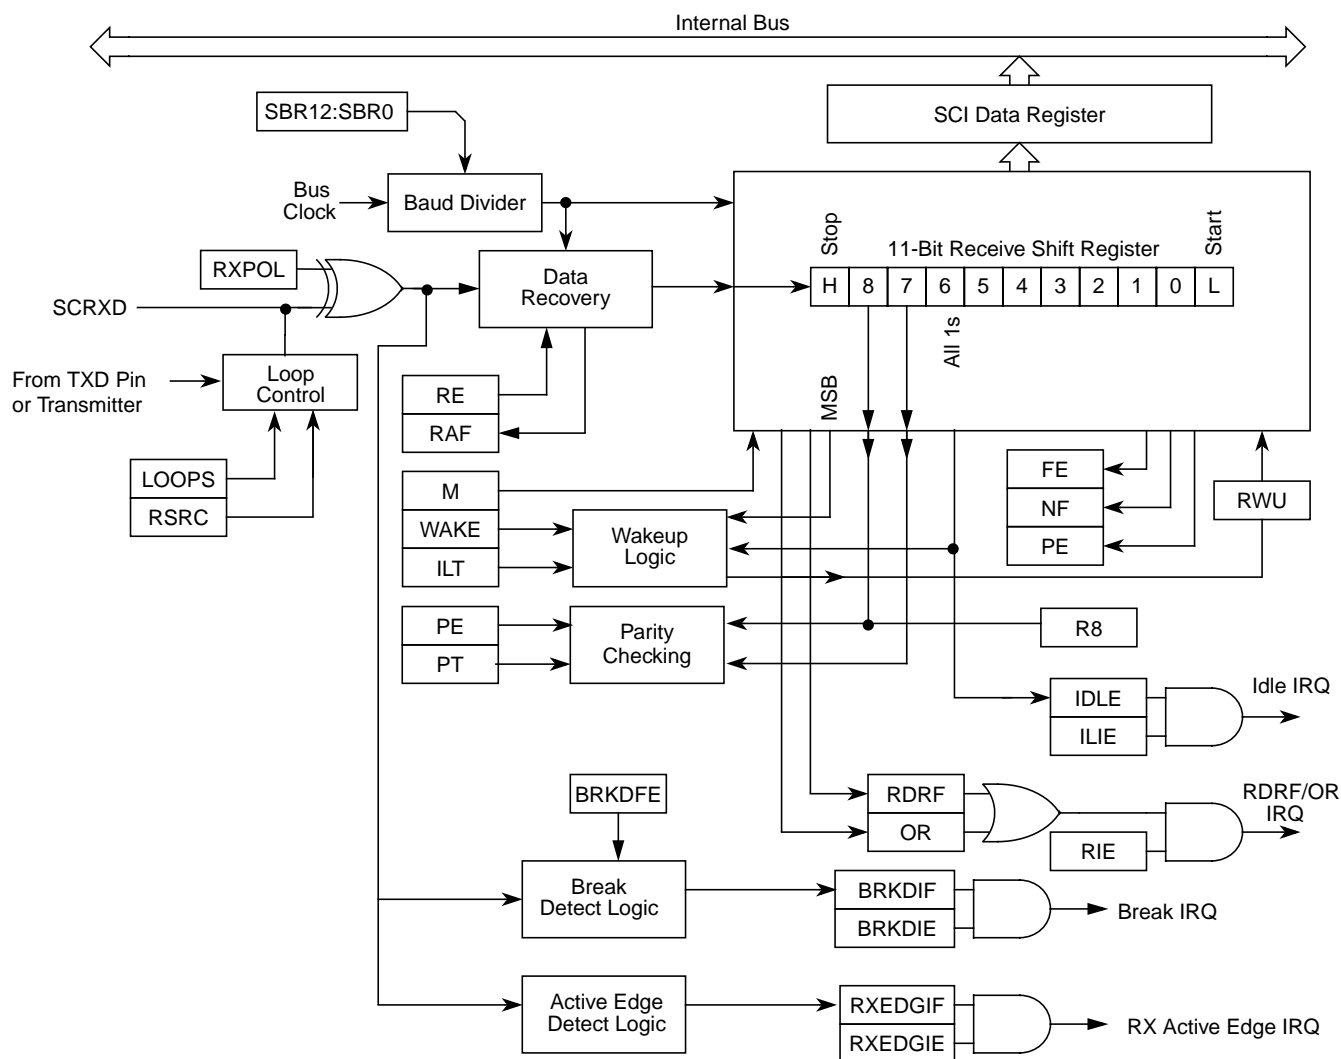 Internal Bus
SCI Data Register
SBR12:SBR0
Bus
Clock
Baud Divider
Stop
11-Bit Receive Shift Register
Start
RXPOL
Data
Recovery
H 8 7 6 5 4 3 2 1 0 L
SCRXD
All 1s
From TXD Pin
or Transmitter
Loop
Control
RE
RAF
MSB
LOOPS
RSRC
M
WAKE
ILT
Wakeup
Logic
FE
NF
PE
RWU
PE
PT
Parity
Checking
R8
IDLE
ILIE
Idle IRQ
BRKDFE
RDRF
OR
RIE
RDRF/OR
IRQ
Break
Detect Logic
BRKDIF
BRKDIE
Break IRQ
Active Edge
Detect Logic
RXEDGIF
RXEDGIE
RX Active Edge IRQ